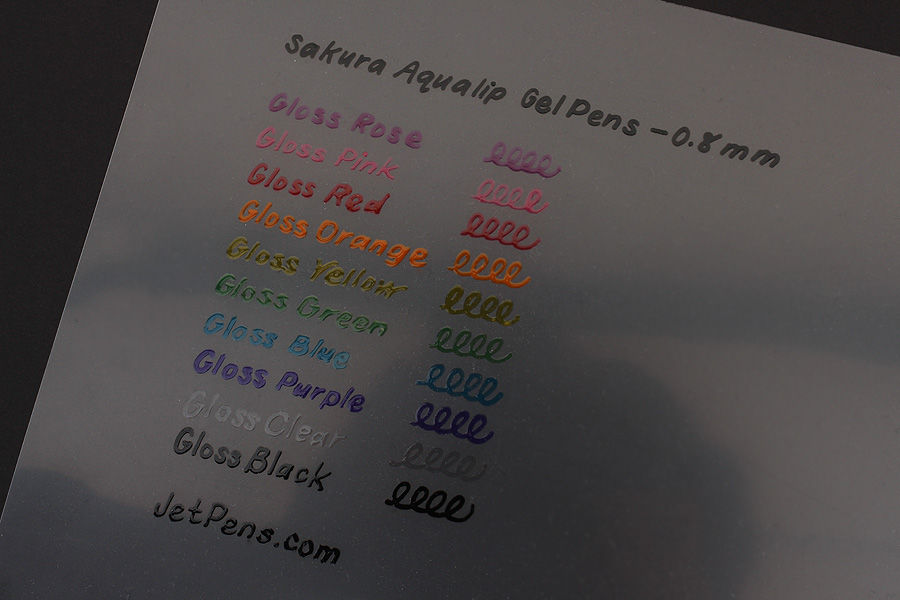 Sakura Aqualip Gel Pens - 0.8 mm
Gloss Rose
Gloss Pink
Gloss Red
Gloss Orange
Gloss Yellow
Gloss Green
Gloss Blue
Gloss Purple
Gloss Clear
Gloss Black
JetPens.com